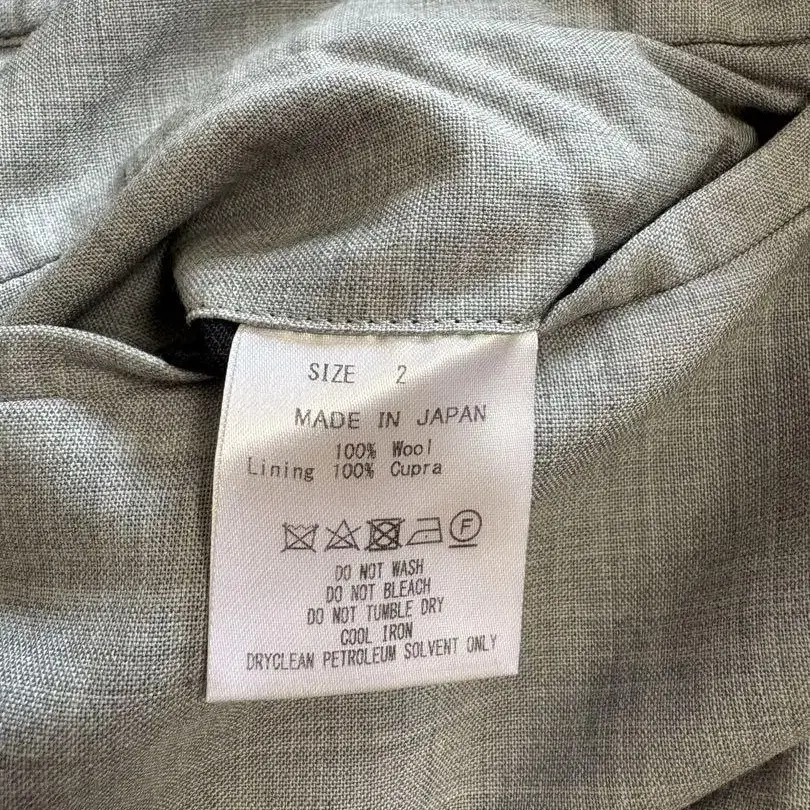 SIZE 2
MADE IN JAPAN
100% Wool
Lining 100% Cupra
F
DO NOT WASH
DO NOT BLEACH
DO NOT TUMBLE DRY
COOL IRON
DRYCLEAN PETROLEUM SOLVENT ONLY